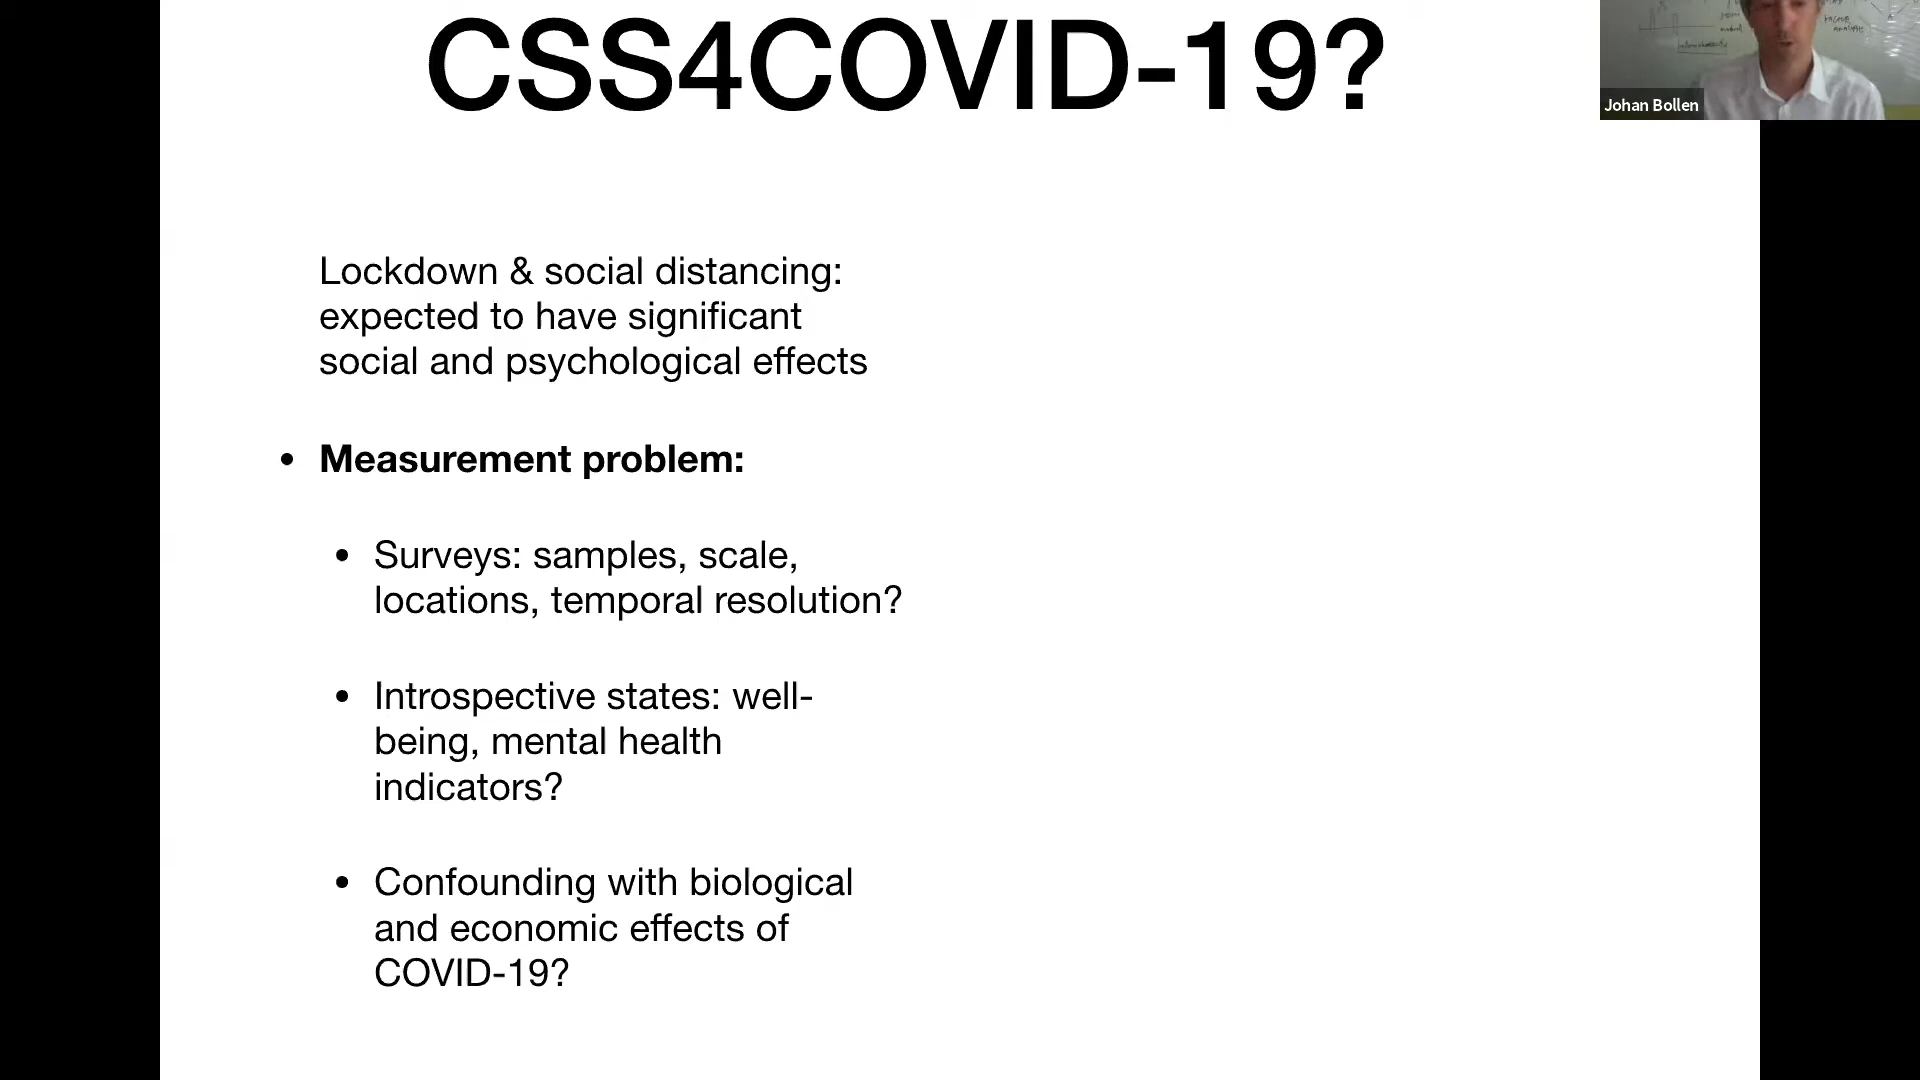 CSS4COVID-19?
Johan Bollen
Lockdown & social distancing:
expected to have significant
social and psychological effects
• Measurement problem:
• Surveys: samples, scale,
locations, temporal resolution?
• Introspective states: well-
being, mental health
indicators?
• Confounding with biological
and economic effects of
COVID-19?